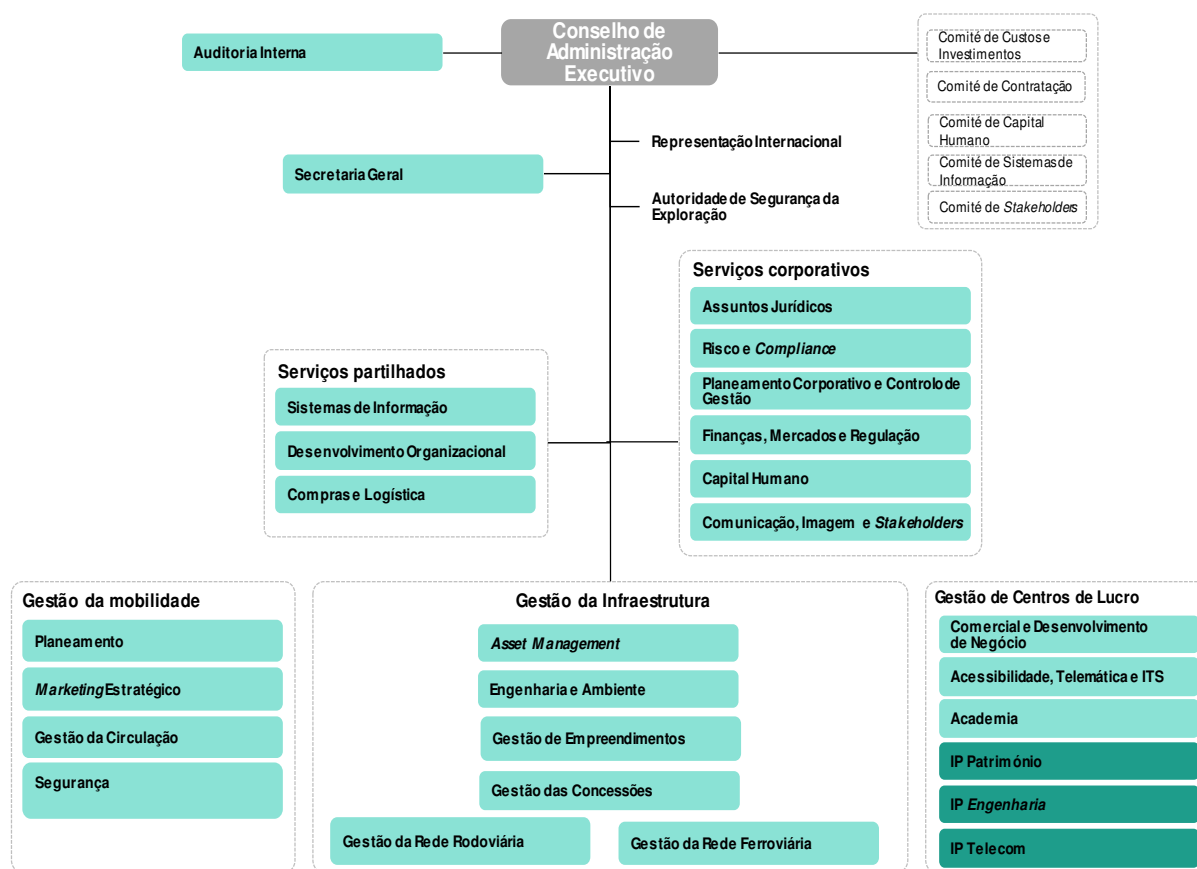 Conselho de
Administração
Executivo
Auditoria Interna
Comité de Custos e
Investimentos
Comité de Contratação
Comité de Capital
Humano
Comité de Sistemas de
Informação
Comité de Stakeholders
Representação Internacional
Secretaria Geral
Autoridade de Segurança da
Exploração
Serviços corporativos
Assuntos Jurídicos
Risco e Compliance
Planeamento Corporativo e Controlo de
Gestão
Finanças, Mercados e Regulação
Capital Humano
Comunicação, Imagem e Stakeholders
Serviços partilhados
Sistemas de Informação
Desenvolvimento Organizacional
Compras e Logística
Gestão da mobilidade
Planeamento
Marketing Estratégico
Gestão da Circulação
Segurança
Gestão da Infraestrutura
Asset Management
Engenharia e Ambiente
Gestão de Empreendimentos
Gestão das Concessões
Gestão da Rede Rodoviária
Gestão da Rede Ferroviária
Gestão de Centros de Lucro
Comercial e Desenvolvimento
de Negócio
Acessibilidade, Telemática e ITS
Academia
IP Património
IP Engenharia
IP Telecom